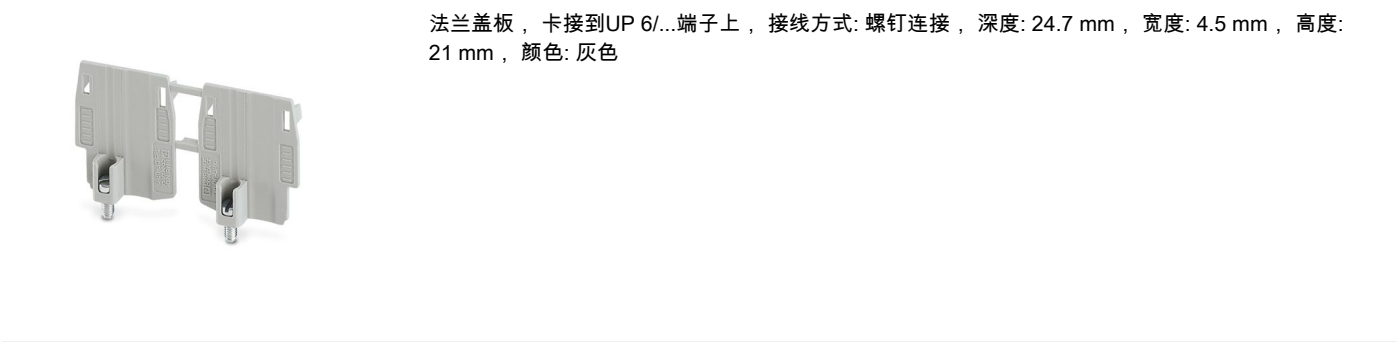 法兰盖板 ， 卡接到UP 6/...端子上 ， 接线方式: 螺钉连接 ， 深度: 24.7 mm ， 宽度: 4.5 mm ， 高度:
21 mm ， 颜色: 灰色